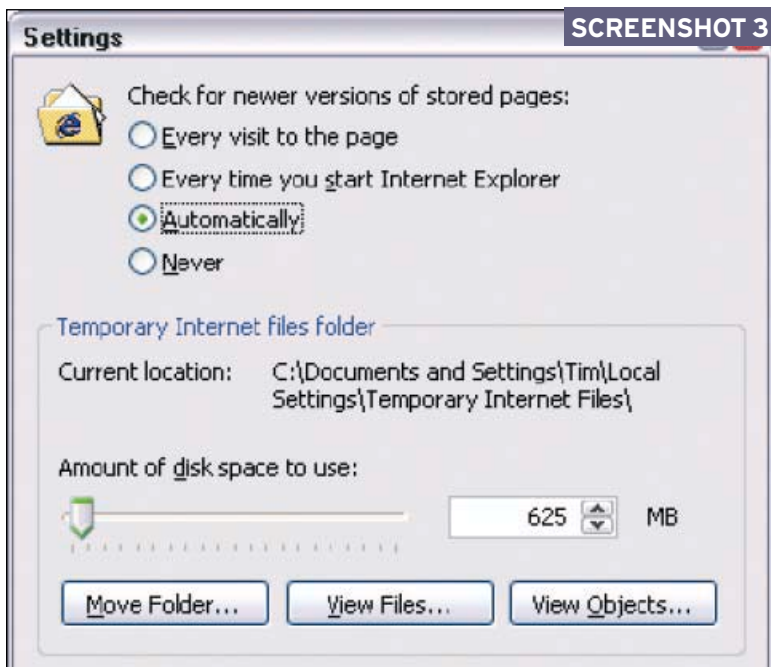 SCREENSHOT 3
Settings
Check for newer versions of stored pages:
Every visit to the page
Every time you start Internet Explorer
Automatically
Never
Temporary Internet files folder
Current location: C:\Documents and Settings\Tim\Local
Settings\Temporary Internet Files\
Amount of disk space to use:
625 MB
Move Folder... View Files... View Objects...